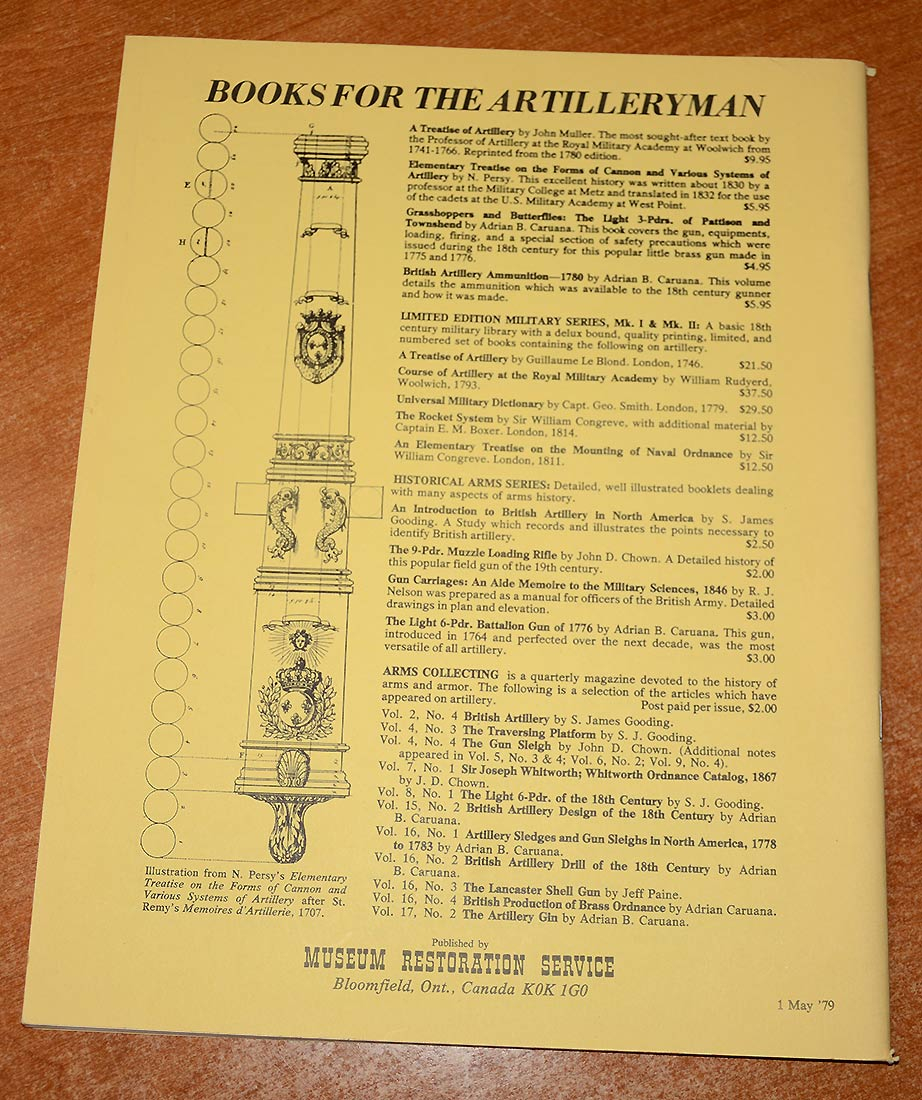 BOOKS FOR THE ARTILLERYMAN
A Treatise of Artillery by John Muller. The most sought-after text book by
the Professor of Artillery at the Royal Military Academy at Woolwich from
1741-1766. Reprinted from the 1780 edition. $9.95
Elementary Treatise on the Forms of Cannon and Various Systems of
Artillery by N. Persy. This excellent history was written about 1830 by a
professor at the Military College at Metz and translated in 1832 for the use
of the cadets at the U.S. Military Academy at West Point. $5.95
Grasshoppers and Butterflies: The Light 3-Pdrs. of Pattison and
Townshend by Adrian B. Caruana. This book covers the gun, equipments,
loading, firing, and a special section of safety precautions which were
issued during the 18th century for this popular little brass gun made in
1775 and 1776. $4.95
British Artillery Ammunition—1780 by Adrian B. Caruana. This volume
details the ammunition which was available to the 18th century gunner
and how it was made. $5.95
LIMITED EDITION MILITARY SERIES, Mk. I & Mk. II: A basic 18th
century military library with a delux bound, quality printing, limited, and
numbered set of books containing the following on artillery.
A Treatise of Artillery by Guillaume Le Blond. London, 1746. $21.50
Course of Artillery at the Royal Military Academy by William Rudyerd,
Woolwich, 1793. $37.50
Universal Military Dictionary by Capt. Geo. Smith. London, 1779. $29.50
The Rocket System by Sir William Congreve, with additional material by
Captain E. M. Boxer. London, 1814. $12.50
An Elementary Treatise on the Mounting of Naval Ordnance by Sir
William Congreve. London, 1811. $12.50
HISTORICAL ARMS SERIES: Detailed, well illustrated booklets dealing
with many aspects of arms history.
An Introduction to British Artillery in North America by S. James
Gooding. A Study which records and illustrates the points necessary to
identify British artillery. $2.50
The 9-Pdr. Muzzle Loading Rifle by John D. Chown. A Detailed history of
this popular field gun of the 19th century. $2.00
Gun Carriages: An Aide Memoire to the Military Sciences, 1846 by R. J.
Nelson was prepared as a manual for officers of the British Army. Detailed
drawings in plan and elevation. $3.00
The Light 6-Pdr. Battalion Gun of 1776 by Adrian B. Caruana. This gun,
introduced in 1764 and perfected over the next decade, was the most
versatile of all artillery. $3.00
ARMS COLLECTING is a quarterly magazine devoted to the history of
arms and armor. The following is a selection of the articles which have
appeared on artillery. Post paid per issue, $2.00
Vol. 2, No. 4 British Artillery by S. James Gooding.
Vol. 4, No. 3 The Traversing Platform by S. J. Gooding.
Vol. 4, No. 4 The Gun Sleigh by John D. Chown. (Additional notes
appeared in Vol. 5, No. 3 & 4; Vol. 6, No. 2; Vol. 9, No. 4).
Vol. 7, No. 1 Sir Joseph Whitworth; Whitworth Ordnance Catalog, 1867
by J. D. Chown.
Vol. 8, No. 1 The Light 6-Pdr. of the 18th Century by S. J. Gooding.
Vol. 15, No. 2 British Artillery Design of the 18th Century by Adrian
B. Caruana.
Vol. 16, No. 1 Artillery Sledges and Gun Sleighs in North America, 1778
to 1783 by Adrian B. Caruana.
Vol. 16, No. 2 British Artillery Drill of the 18th Century by Adrian
B. Caruana.
Vol. 16, No. 3 The Lancaster Shell Gun by Jeff Paine.
Vol. 16, No. 4 British Production of Brass Ordnance by Adrian Caruana.
Vol. 17, No. 2 The Artillery Gin by Adrian B. Caruana.
G
A
E
H
Illustration from N. Persy's Elementary
Treatise on the Forms of Cannon and
Various Systems of Artillery after St.
Remy's Memoires d'Artillerie, 1707.
Published by
MUSEUM RESTORATION SERVICE
Bloomfield, Ont., Canada K0K 1G0
1 May '79